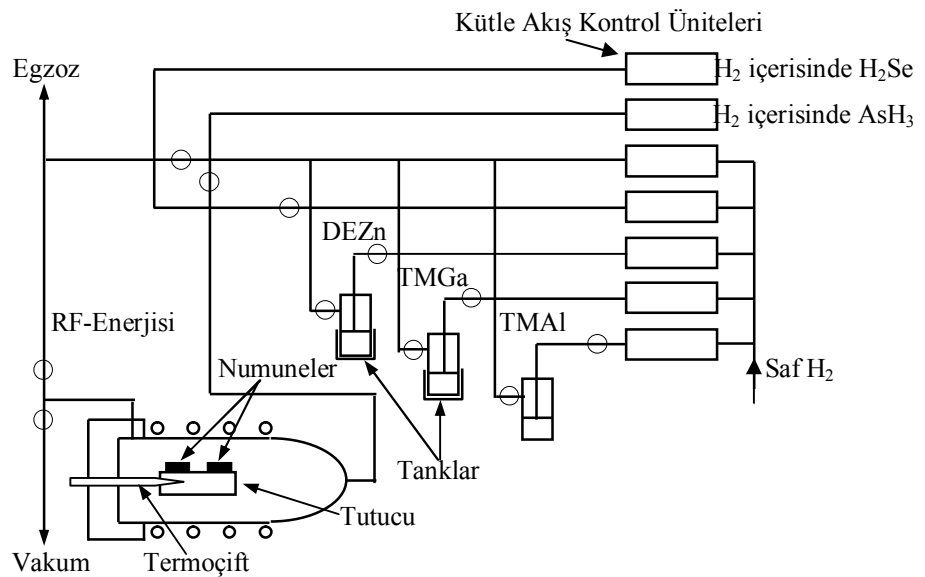 Kütle Akış Kontrol Üniteleri
Egzoz
H₂ içerisinde H₂Se
H₂ içerisinde AsH₃
DEZn
TMGa
TMAl
RF-Enerjisi
Numuneler
Saf H₂
Tanklar
Tutucu
Vakum
Termoçift